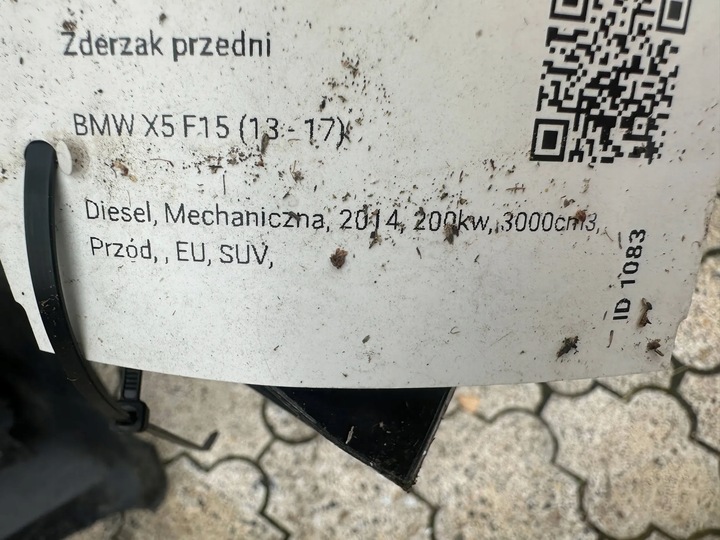 Zderzak przedni
BMW X5 F15 (13 - 17)
Diesel, Mechaniczna, 2014, 200kw, 3000cm3,
Przód, , EU, SUV,
ID 1083